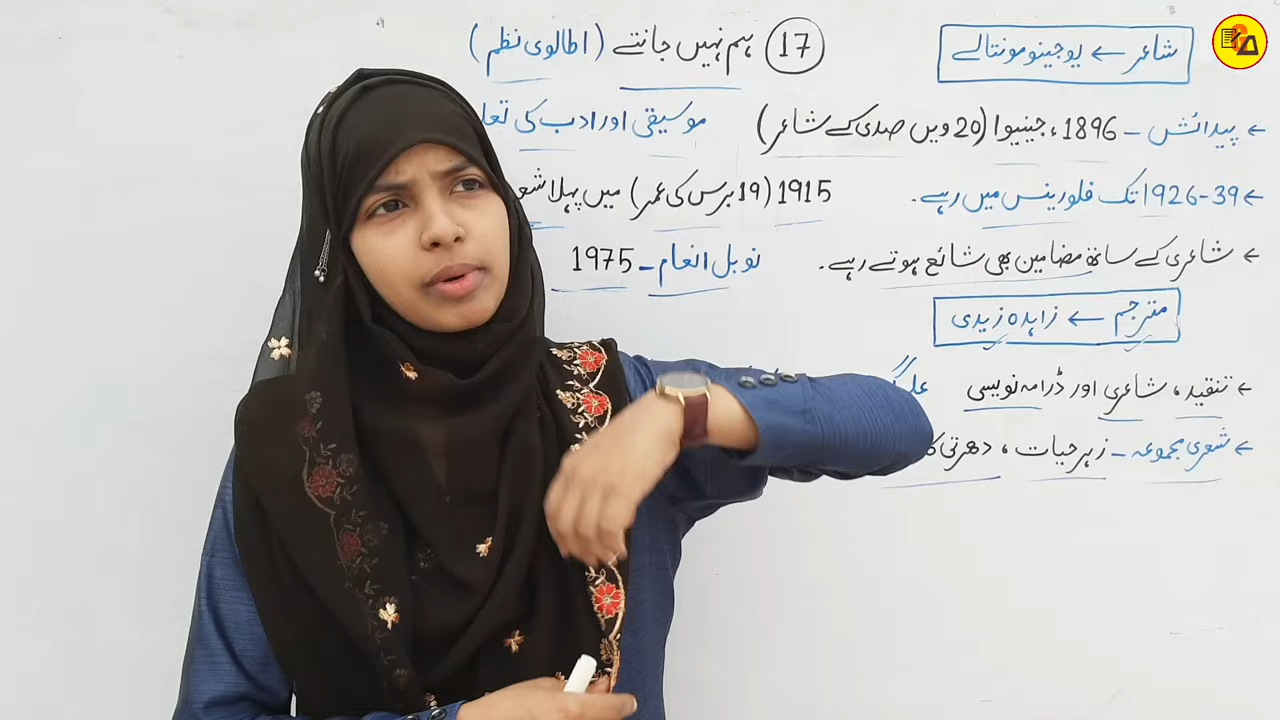 17 ہم نہیں جانتے (اطالوی نظم)
شاعر ← یوجینو مونتالے
← پیدائش - 1896، جینیوا (20 ویں صدی کے شاعر) موسیقی اور ادب کی
← 1926-39 تک فلورینس میں رہے۔ 1915 (19 برس کی عمر) میں پہلا
← شاعری کے ساتھ مضامین بھی شائع ہوتے رہے۔ نوبل انعام - 1975
مترجم ← زاہدہ زیدی
← تنقید، شاعری اور ڈرامہ نویسی
← شعری مجموعہ - زہر حیات، دھرتی کا